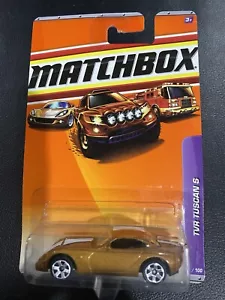 3+
MATCHBOX
TVR TUSCAN S
/ 100